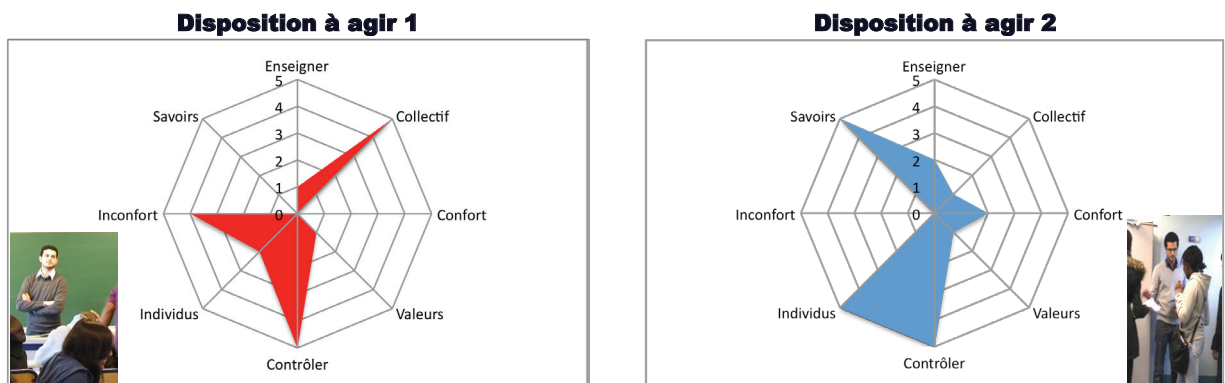 Disposition à agir 1
Enseigner
5
Savoirs
Collectif
4
3
2
1
Inconfort
0
Confort
Individus
Valeurs
Contrôler
Disposition à agir 2
Enseigner
5
Savoirs
Collectif
4
3
2
1
Inconfort
0
Confort
Individus
Valeurs
Contrôler